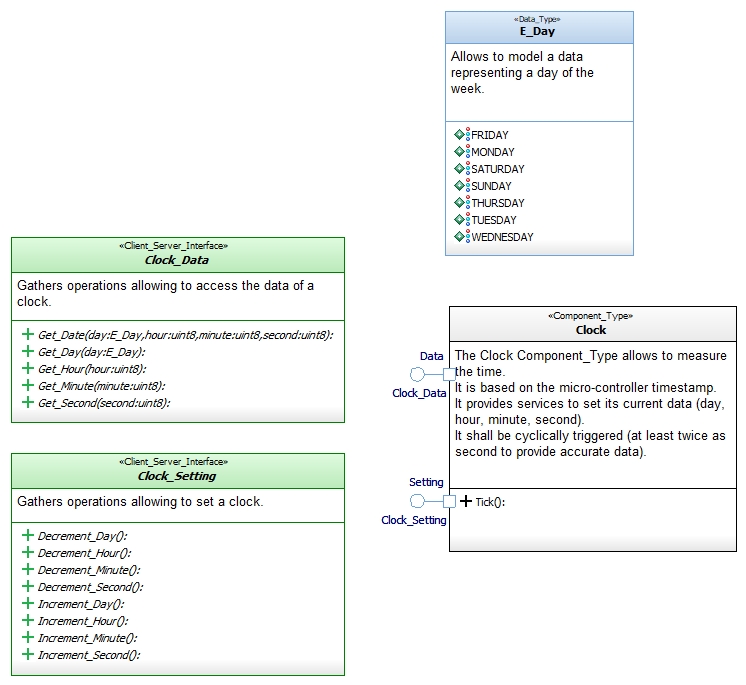 «Data_Type»
E_Day
Allows to model a data
representing a day of the
week.
FRIDAY
MONDAY
SATURDAY
SUNDAY
THURSDAY
TUESDAY
WEDNESDAY
«Client_Server_Interface»
Clock_Data
Gathers operations allowing to access the data of a
clock.
Get_Date(day:E_Day,hour:uint8,minute:uint8,second:uint8):
Get_Day(day:E_Day):
Get_Hour(hour:uint8):
Get_Minute(minute:uint8):
Get_Second(second:uint8):
«Component_Type»
Clock
Data
Clock_Data
The Clock Component_Type allows to measure
the time.
It is based on the micro-controller timestamp.
It provides services to set its current data (day,
hour, minute, second).
It shall be cyclically triggered (at least twice as
second to provide accurate data).
Setting
Clock_Setting
Tick():
«Client_Server_Interface»
Clock_Setting
Gathers operations allowing to set a clock.
Decrement_Day():
Decrement_Hour():
Decrement_Minute():
Decrement_Second():
Increment_Day():
Increment_Hour():
Increment_Minute():
Increment_Second():